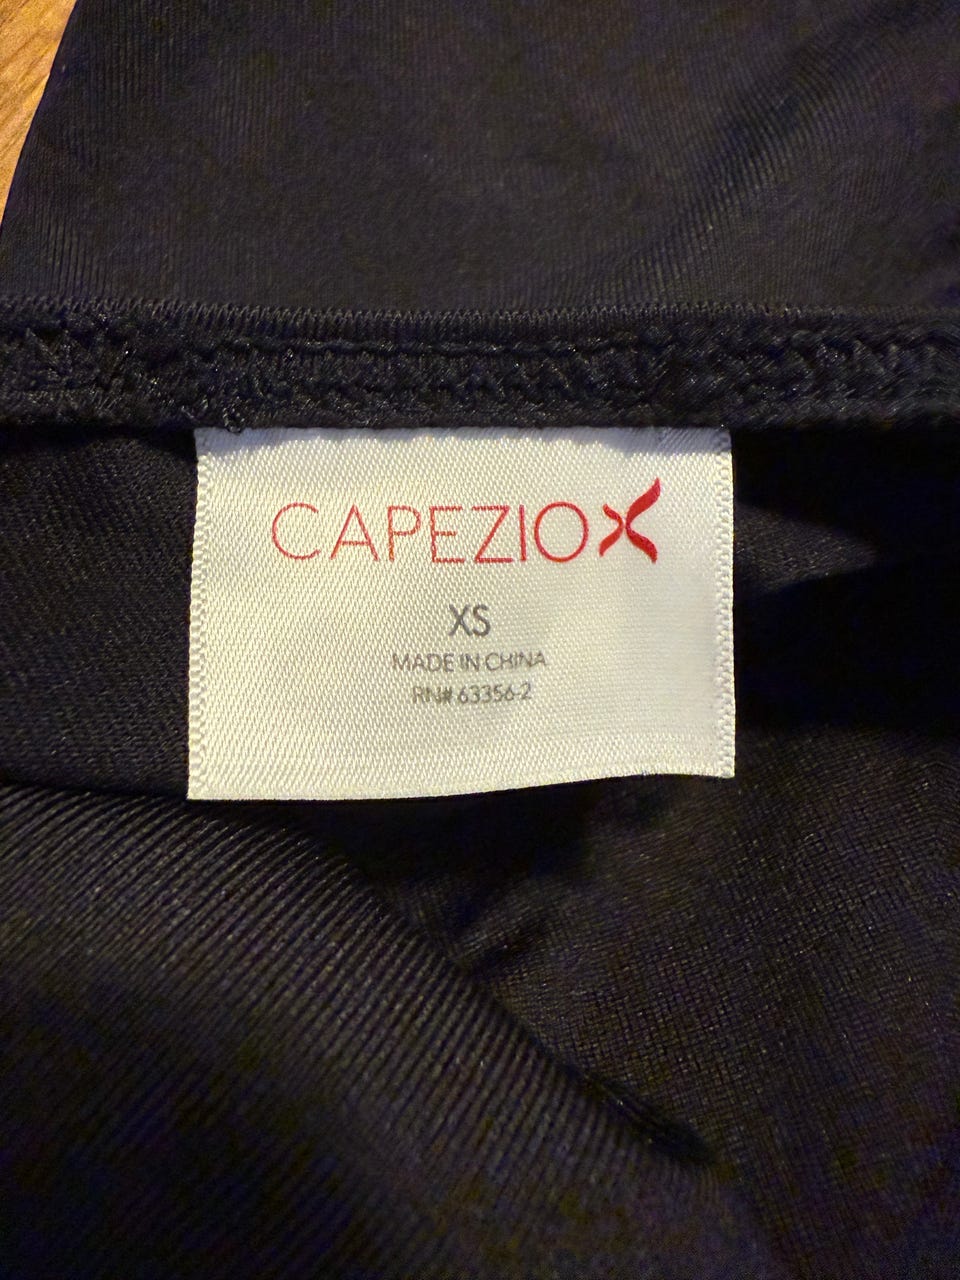 CAPEZIO
XS
MADE IN CHINA
RN# 63356-2